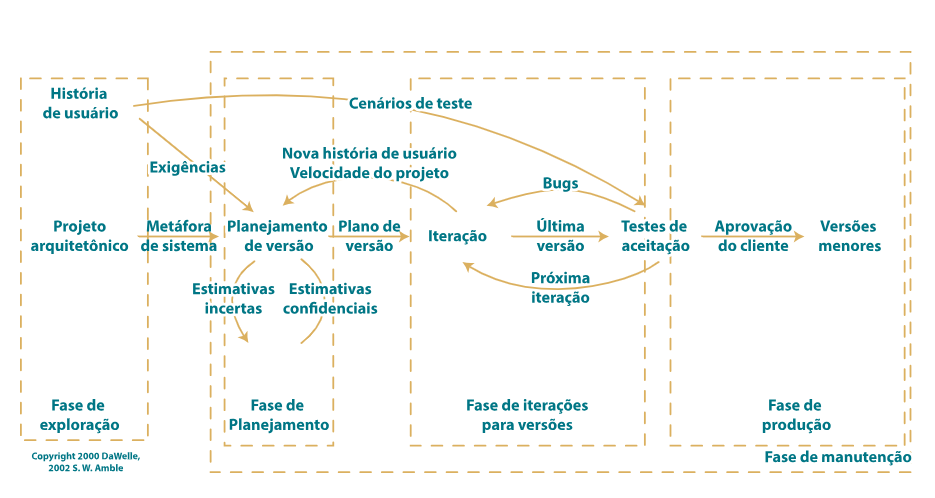 História
de usuário
Cenários de teste
Exigências
Nova história de usuário
Velocidade do projeto
Bugs
Projeto
arquitetônico
Metáfora
de sistema
Planejamento
de versão
Plano de
versão
Iteração
Última
versão
Testes de
aceitação
Aprovação
do cliente
Versões
menores
Estimativas
incertas
Estimativas
confidenciais
Próxima
iteração
Fase de
exploração
Fase de
Planejamento
Fase de iterações
para versões
Fase de
produção
Fase de manutenção
Copyright 2000 DaWelle,
2002 S. W. Amble